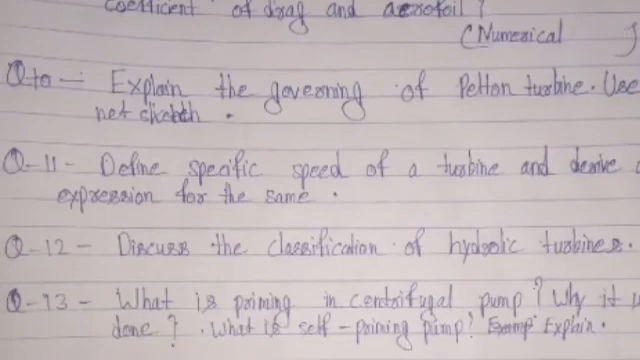 coefficient of drag and aerofoil?
(Numerical
Q-10 - Explain the governing of Pelton turbine. Use
net sketch.
Q-11 - Define specific speed of a turbine and derive
expression for the same.
Q-12 - Discuss the classification of hydrolic turbines.
Q-13 - What is priming in centrifugal pump? Why it
done? What is self-priming pump? Explain.